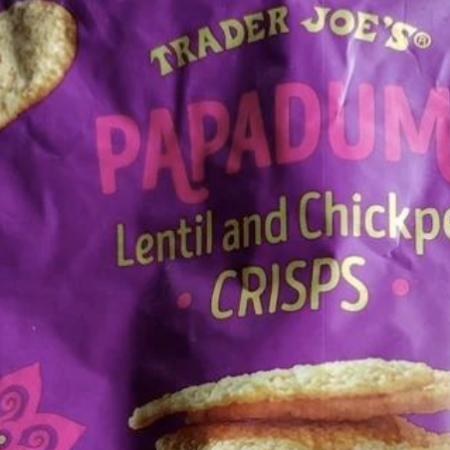 TRADER JOE'S®
PAPADUM
Lentil and Chickpe
CRISPS